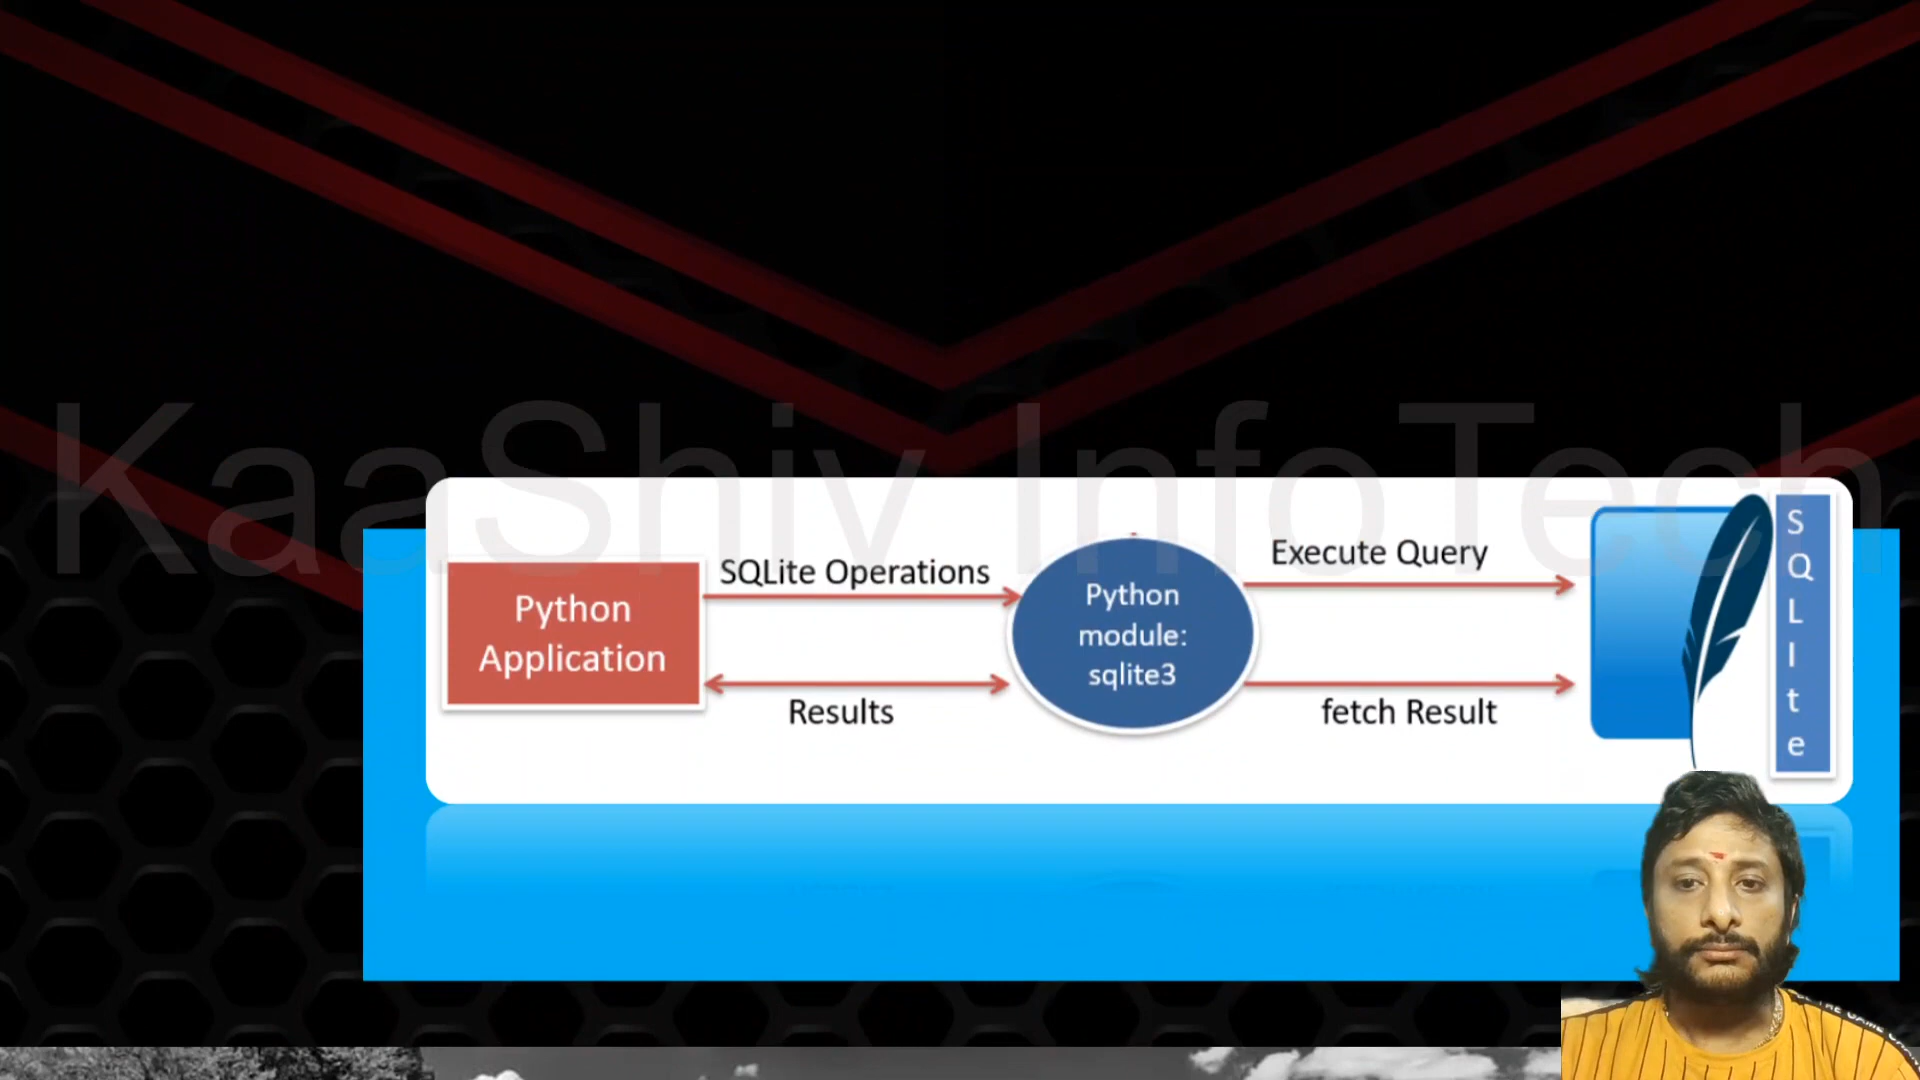 KaaShiv InfoTech
SQLite Operations
Execute Query
Python
Application
Python
module:
sqlite3
Results
fetch Result
S
Q
L
I
t
e